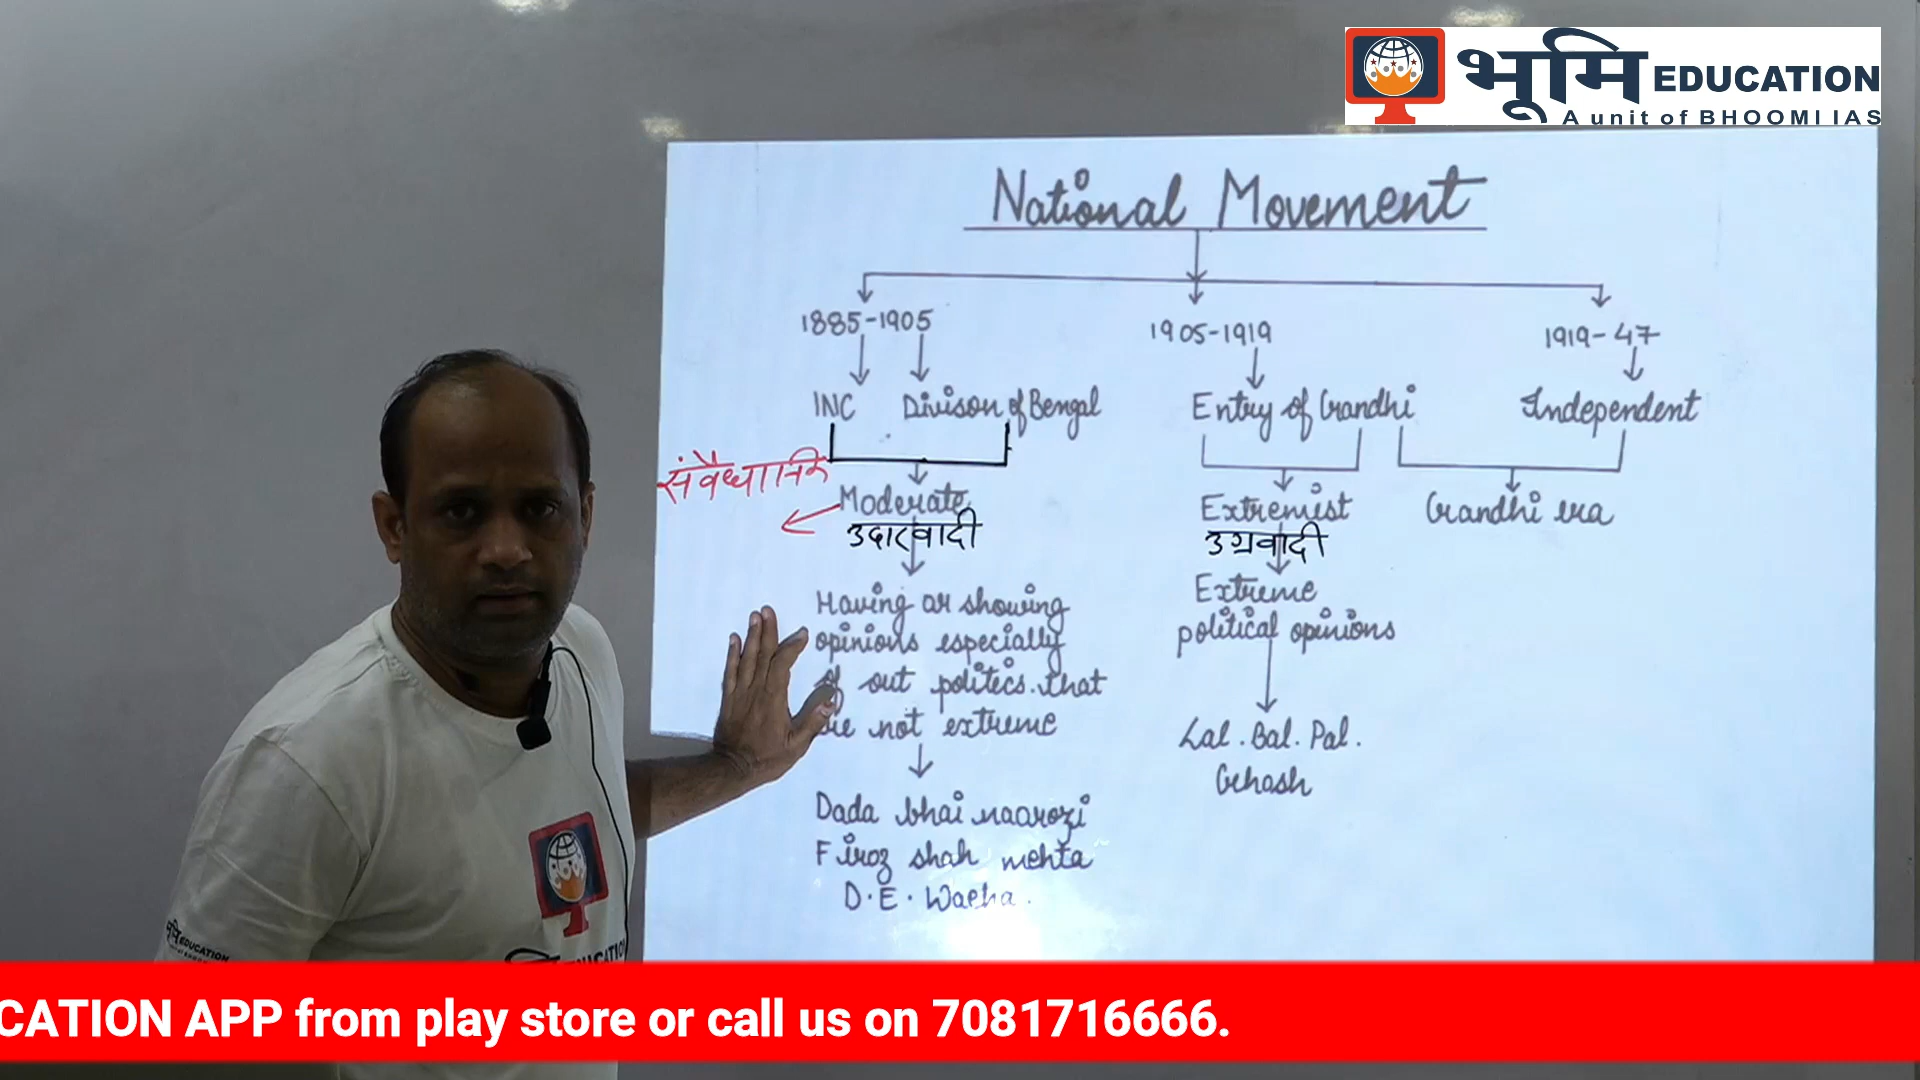 भूमि EDUCATION
A unit of BHOOMI IAS
National Movement
1885-1905
1905-1919
1919-47
INC
Divison of Bengal
Entry of Gandhi
Independent
संवैधानिक
Moderate
उदारवादी
Extremist
उग्रवादी
Gandhi era
Having or showing
opinions especially
of out politics that
are not extreme
Extreme
political opinions
Dada bhai naarozi
Firoz shah mehta
D.E. Wacha.
Lal. Bal. Pal.
Ghosh
भूमि EDUCATION
CATION APP from play store or call us on 7081716666.